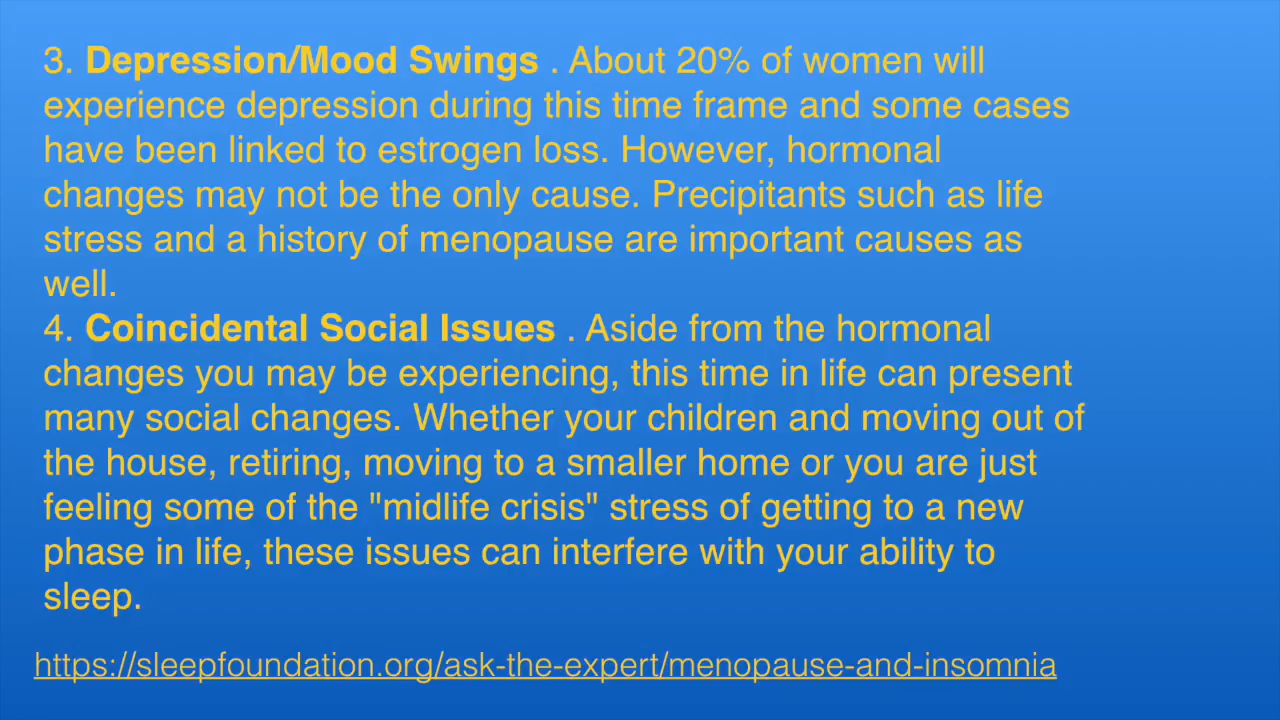 3. Depression/Mood Swings . About 20% of women will
experience depression during this time frame and some cases
have been linked to estrogen loss. However, hormonal
changes may not be the only cause. Precipitants such as life
stress and a history of menopause are important causes as
well.
4. Coincidental Social Issues . Aside from the hormonal
changes you may be experiencing, this time in life can present
many social changes. Whether your children and moving out of
the house, retiring, moving to a smaller home or you are just
feeling some of the "midlife crisis" stress of getting to a new
phase in life, these issues can interfere with your ability to
sleep.
https://sleepfoundation.org/ask-the-expert/menopause-and-insomnia